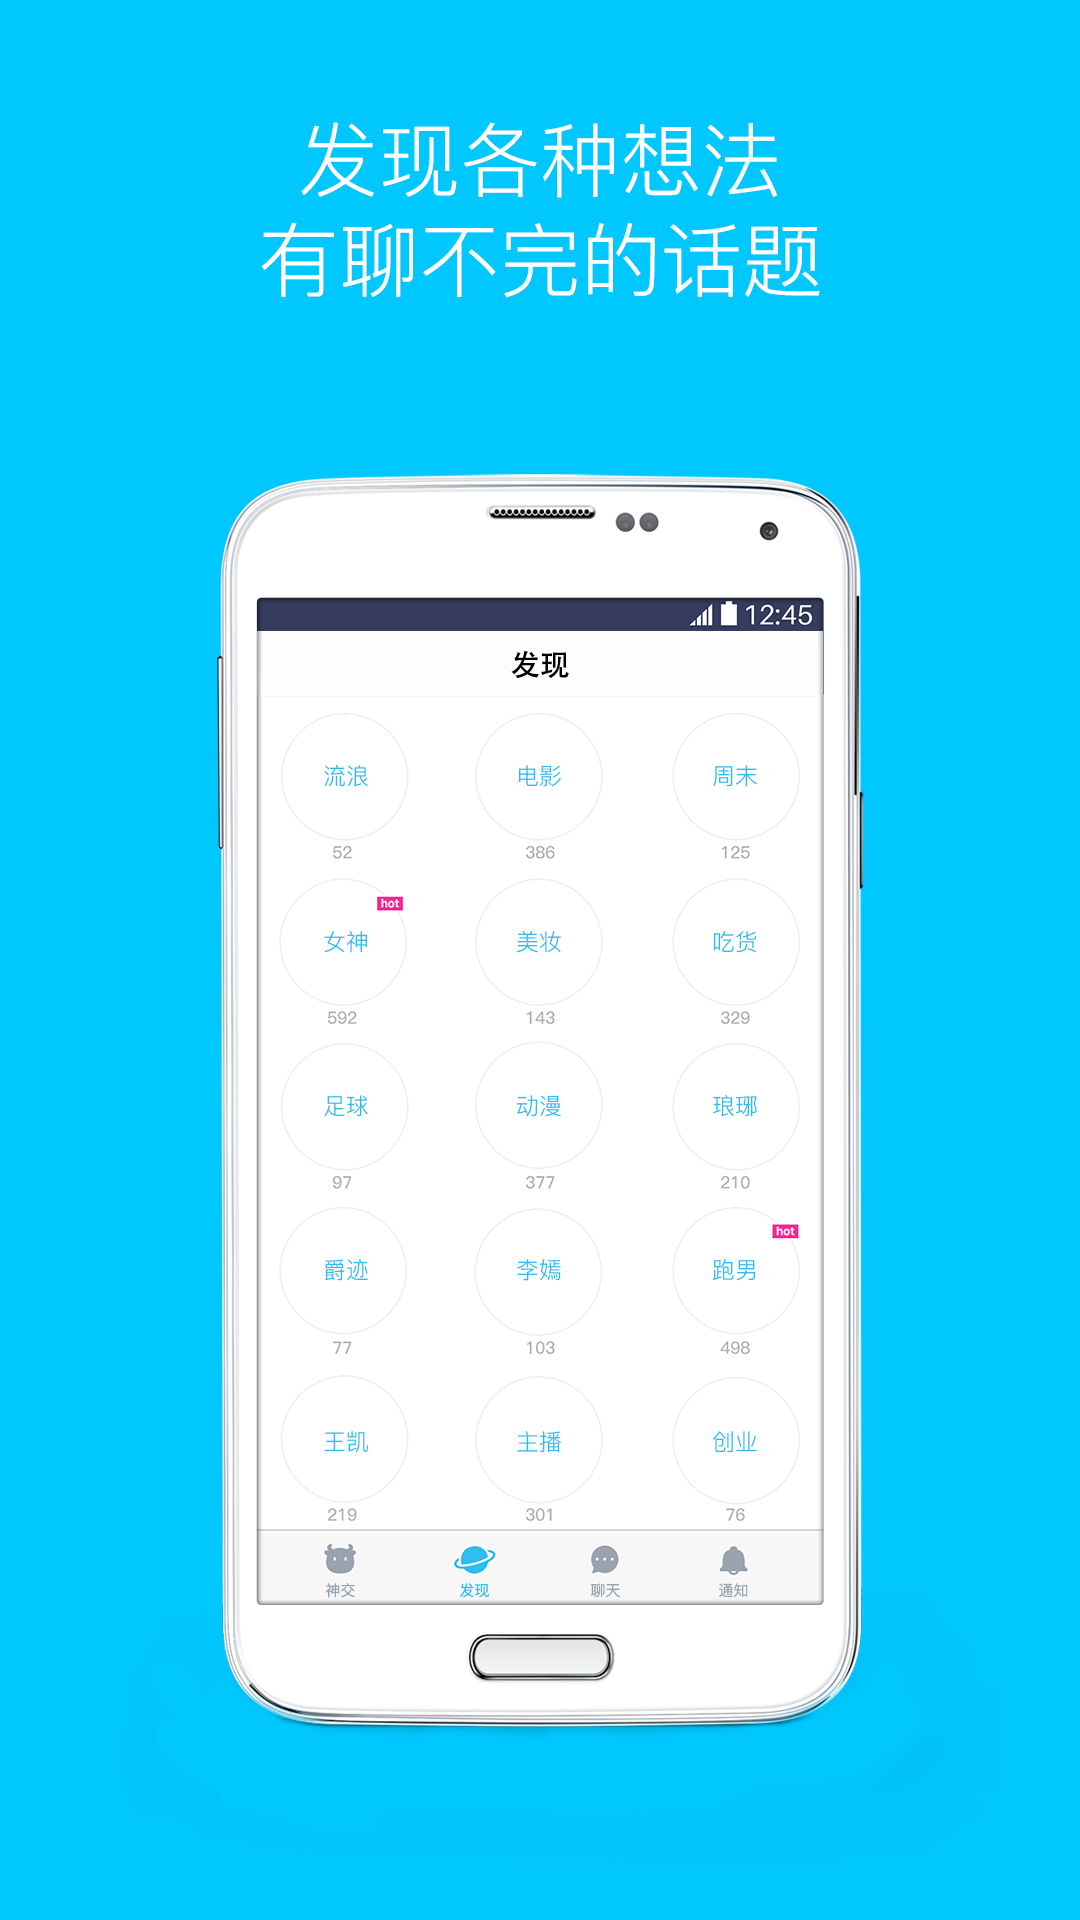 发现各种想法
有聊不完的话题
12:45
发现
流浪 电影 周末
52 386 125
hot
女神 美妆 吃货
592 143 329
足球 动漫 琅琊
97 377 210
hot
爵迹 李嫣 跑男
77 103 498
王凯 主播 创业
219 301 76
神交 发现 聊天 通知